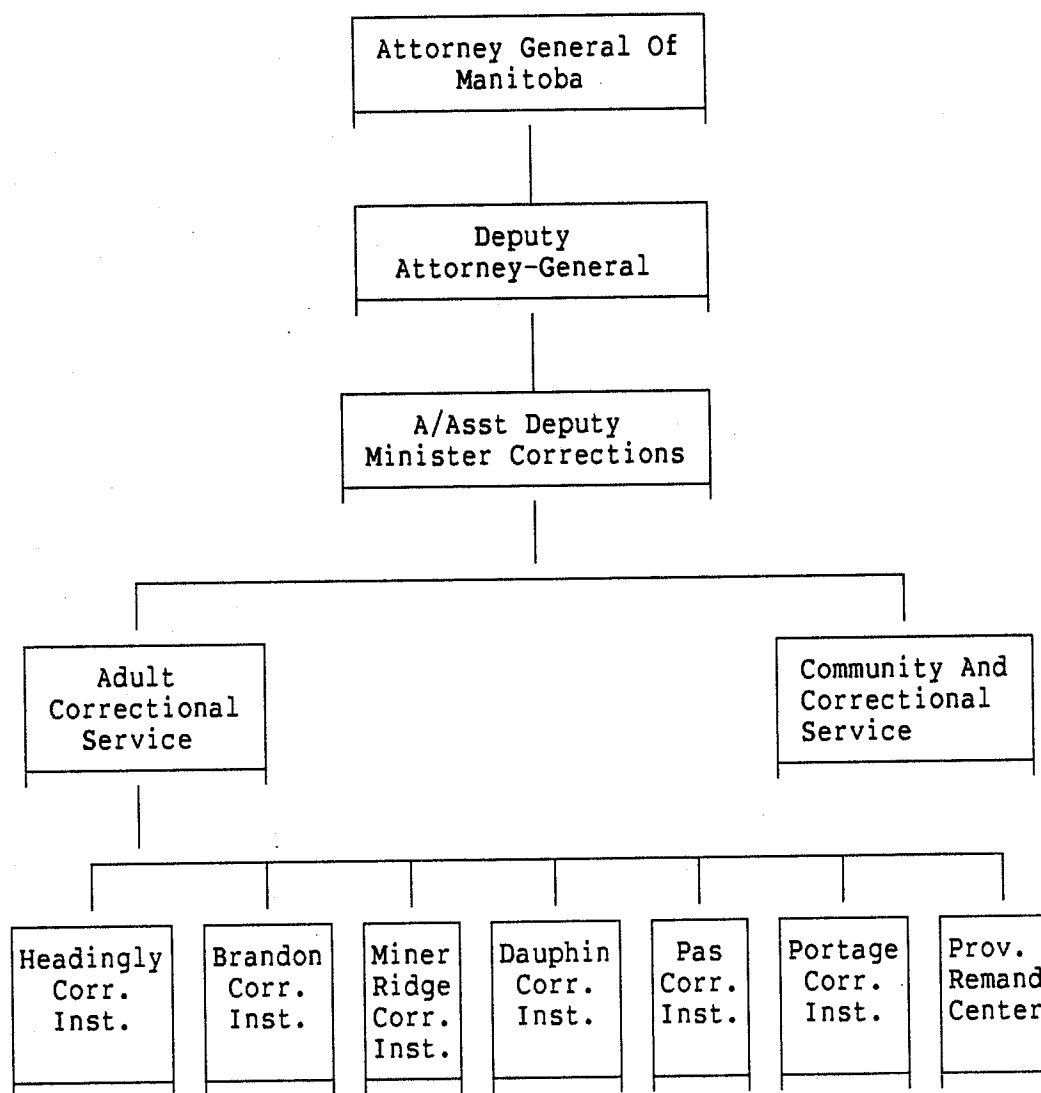 Attorney General Of
Manitoba
Deputy
Attorney-General
A/Asst Deputy
Minister Corrections
Adult
Correctional
Service
Community And
Correctional
Service
Headingly
Corr.
Inst.
Brandon
Corr.
Inst.
Miner
Ridge
Corr.
Inst.
Dauphin
Corr.
Inst.
Pas
Corr.
Inst.
Portage
Corr.
Inst.
Prov.
Remand
Center